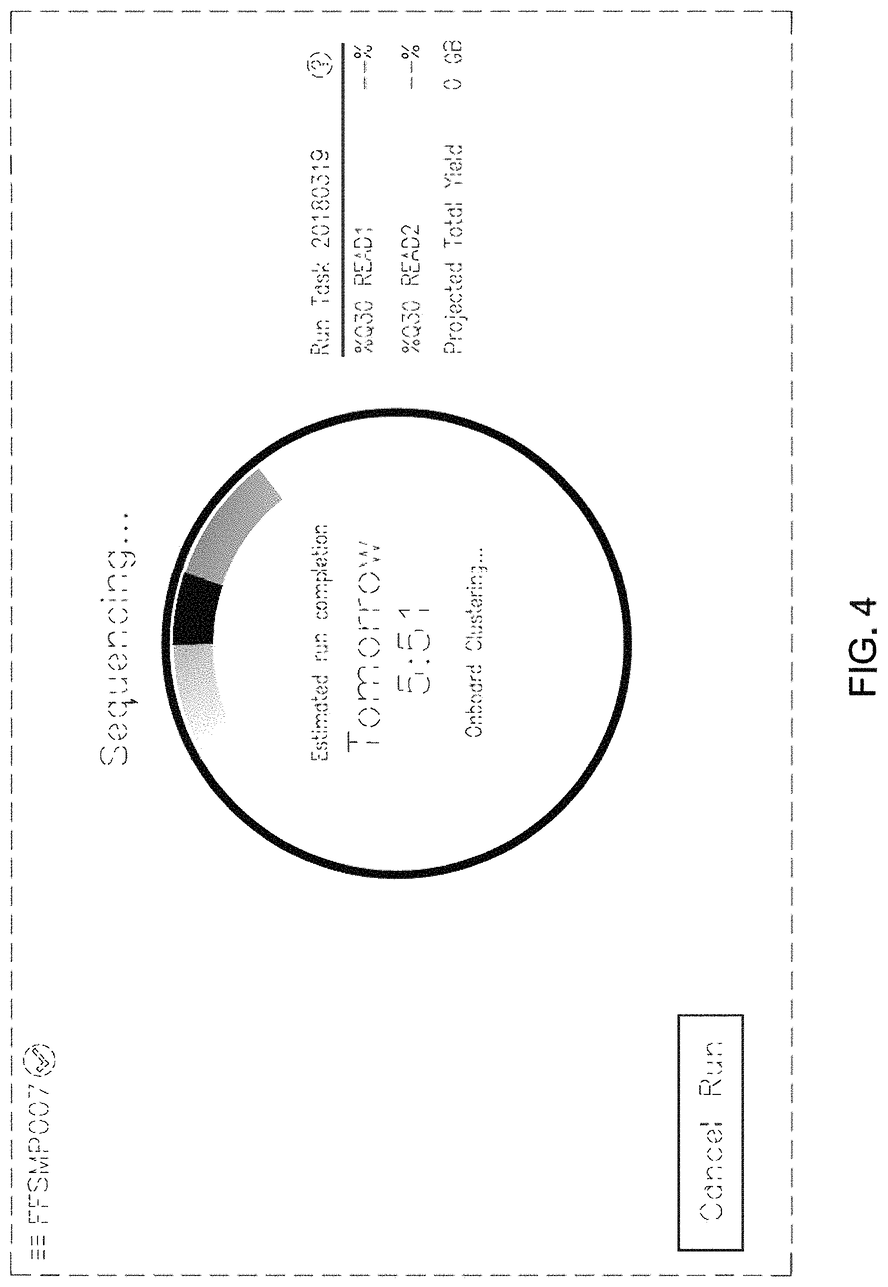 FFSMP007
Sequencing...
Estimated run completion
Tomorrow
5:51
Onboard Clustering...
Run Task 20180319 (?)
%Q30 READ1 --%
%Q30 READ2 --%
Projected Total Yield 0 GB
Cancel Run
FIG. 4